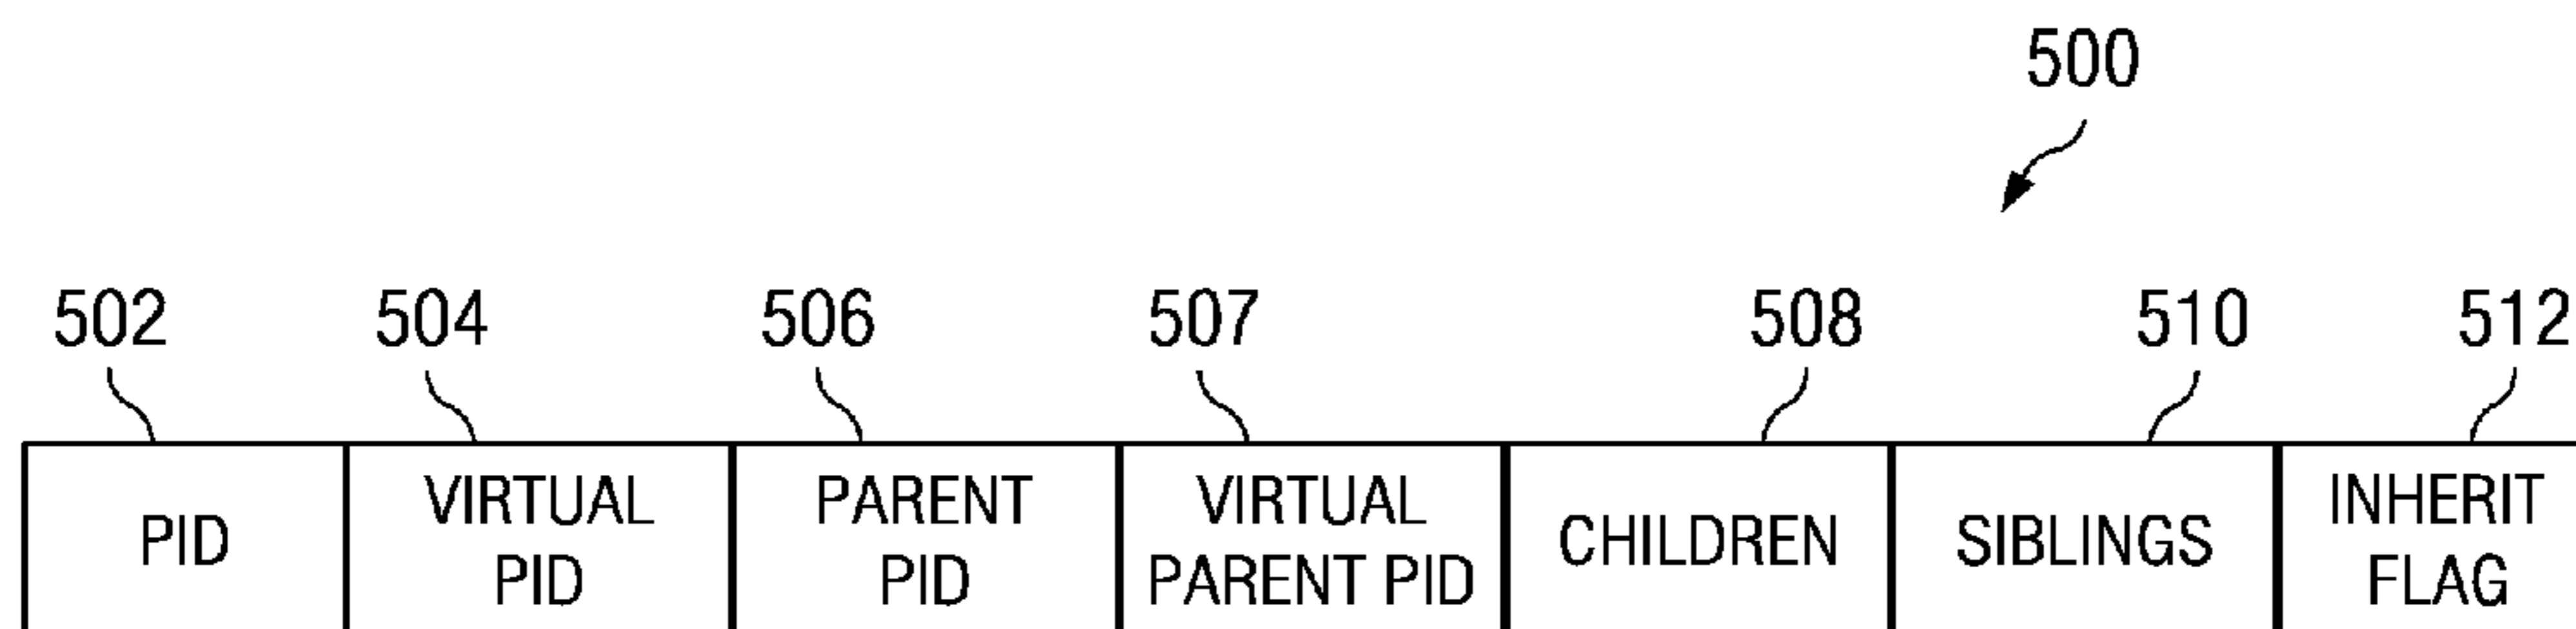 500
502 504 506 507 508 510 512
PID
VIRTUAL
PID
PARENT
PID
VIRTUAL
PARENT PID
CHILDREN
SIBLINGS
INHERIT
FLAG